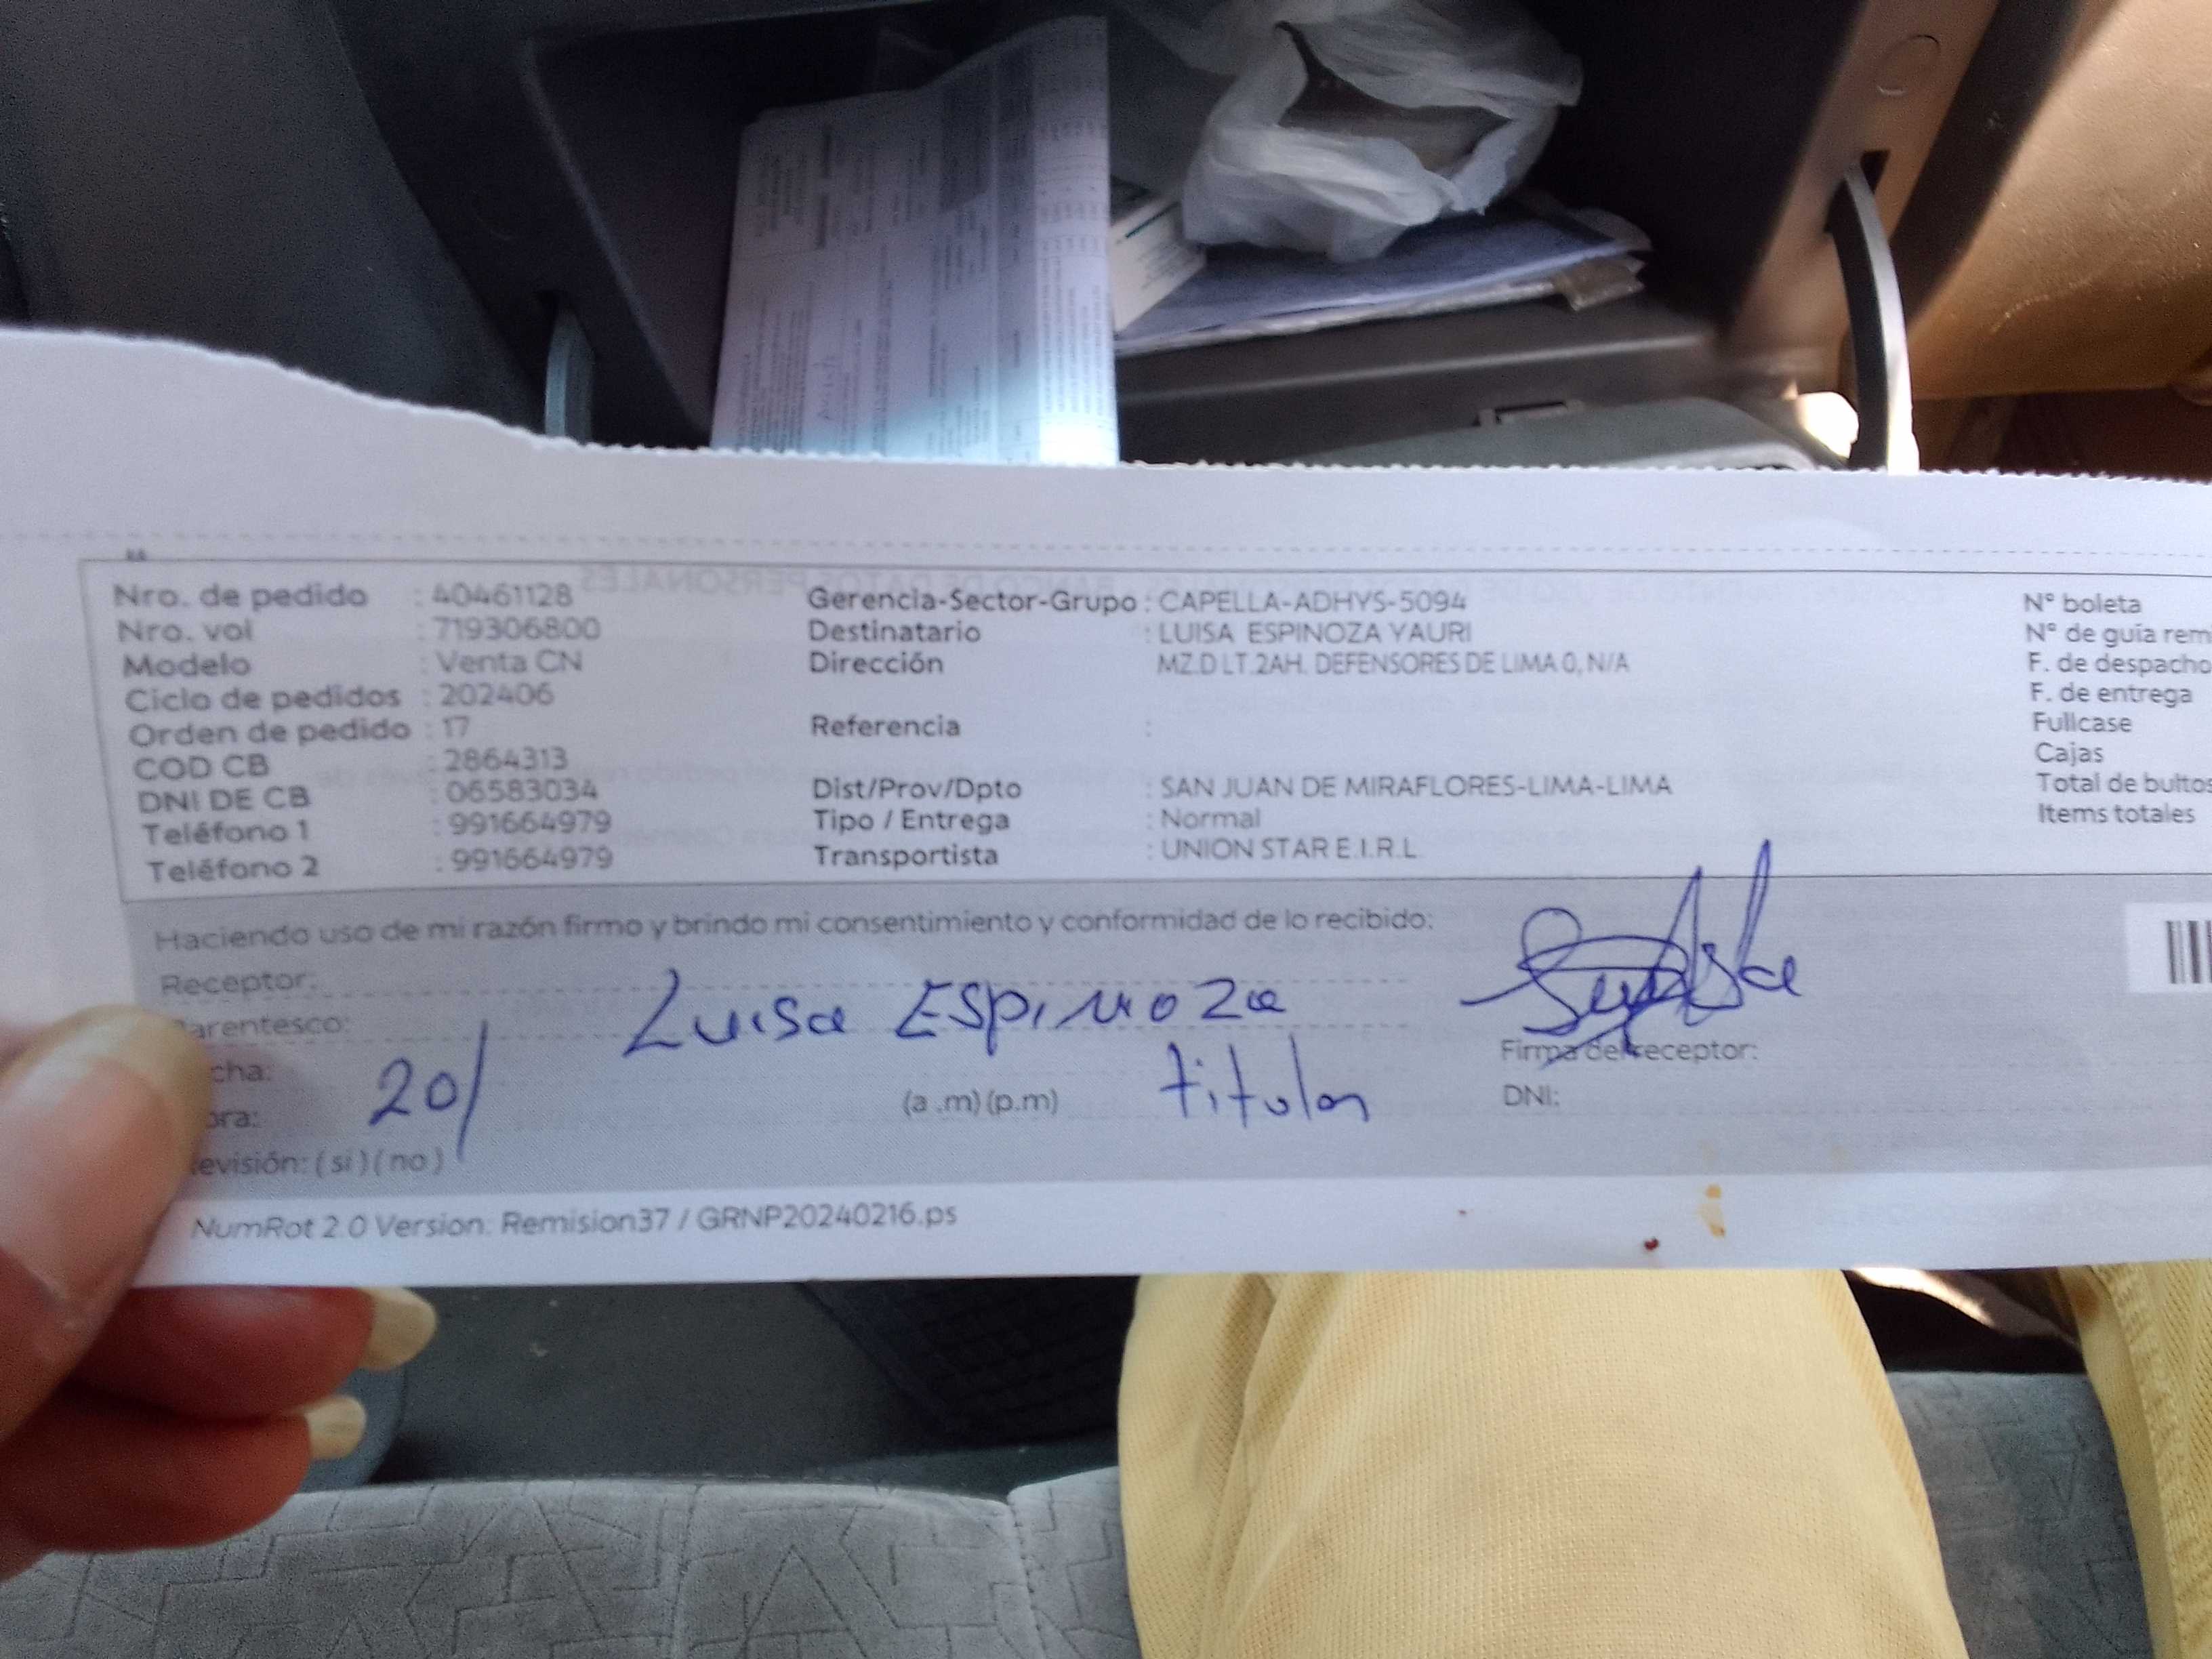 Nro. de pedido : 40461128
Nro. vol : 719306800
Modelo : Venta CN
Ciclo de pedidos : 202406
Orden de pedido : 17
COD CB : 2864313
DNI DE CB : 06583034
Teléfono 1 : 991664979
Teléfono 2 : 991664979
Gerencia-Sector-Grupo : CAPELLA-ADHYS-5094
Destinatario : LUISA ESPINOZA YAURI
Dirección MZ.D LT.2AH. DEFENSORES DE LIMA 0, N/A
Referencia :
Dist/Prov/Dpto : SAN JUAN DE MIRAFLORES-LIMA-LIMA
Tipo / Entrega : Normal
Transportista : UNION STAR E.I.R.L
N° boleta
N° de guía rem
F. de despacho
F. de entrega
Fullcase
Cajas
Total de bultos
Items totales
Haciendo uso de mi razón firmo y brindo mi consentimiento y conformidad de lo recibido:
Receptor:
Luisa Espinoza
arentesco:
cha:
20/
titular
ora:
(a .m) (p.m)
evisión: ( si ) ( no )
Firma del receptor:
DNI:
NumRot 2.0 Version: Remision37 / GRNP20240216.ps